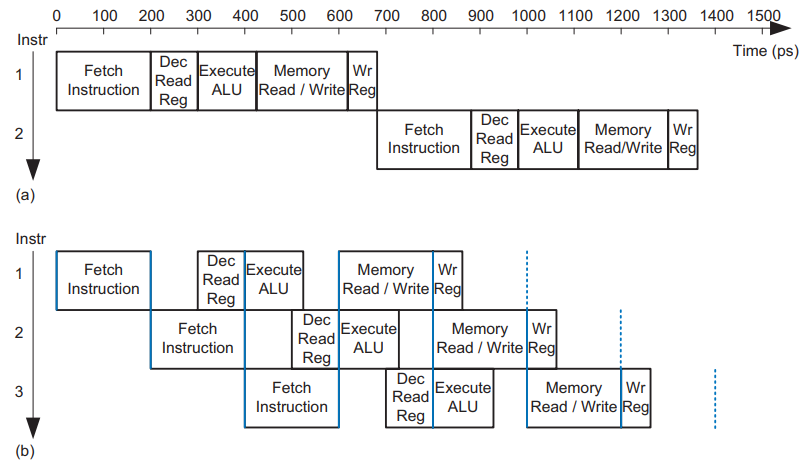 0 100 200 300 400 500 600 700 800 900 1000 1100 1200 1300 1400 1500
Time (ps)
Instr
1
Fetch
Instruction
Dec
Read
Reg
Execute
ALU
Memory
Read / Write
Wr
Reg
2
Fetch
Instruction
Dec
Read
Reg
Execute
ALU
Memory
Read/Write
Wr
Reg
(a)
Instr
1
Fetch
Instruction
Dec
Read
Reg
Execute
ALU
Memory
Read / Write
Wr
Reg
2
Fetch
Instruction
Dec
Read
Reg
Execute
ALU
Memory
Read / Write
Wr
Reg
3
Fetch
Instruction
Dec
Read
Reg
Execute
ALU
Memory
Read / Write
Wr
Reg
(b)